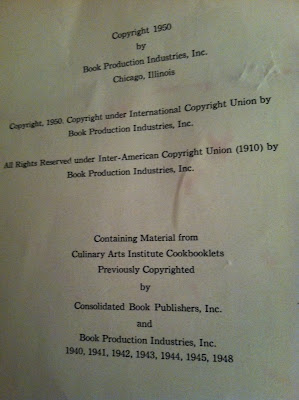 Copyright 1950
by
Book Production Industries, Inc.
Chicago, Illinois
Copyright, 1950. Copyright under International Copyright Union by
Book Production Industries, Inc.
All Rights Reserved under Inter-American Copyright Union (1910) by
Book Production Industries, Inc.
Containing Material from
Culinary Arts Institute Cookbooklets
Previously Copyrighted
by
Consolidated Book Publishers, Inc.
and
Book Production Industries, Inc.
1940, 1941, 1942, 1943, 1944, 1945, 1948